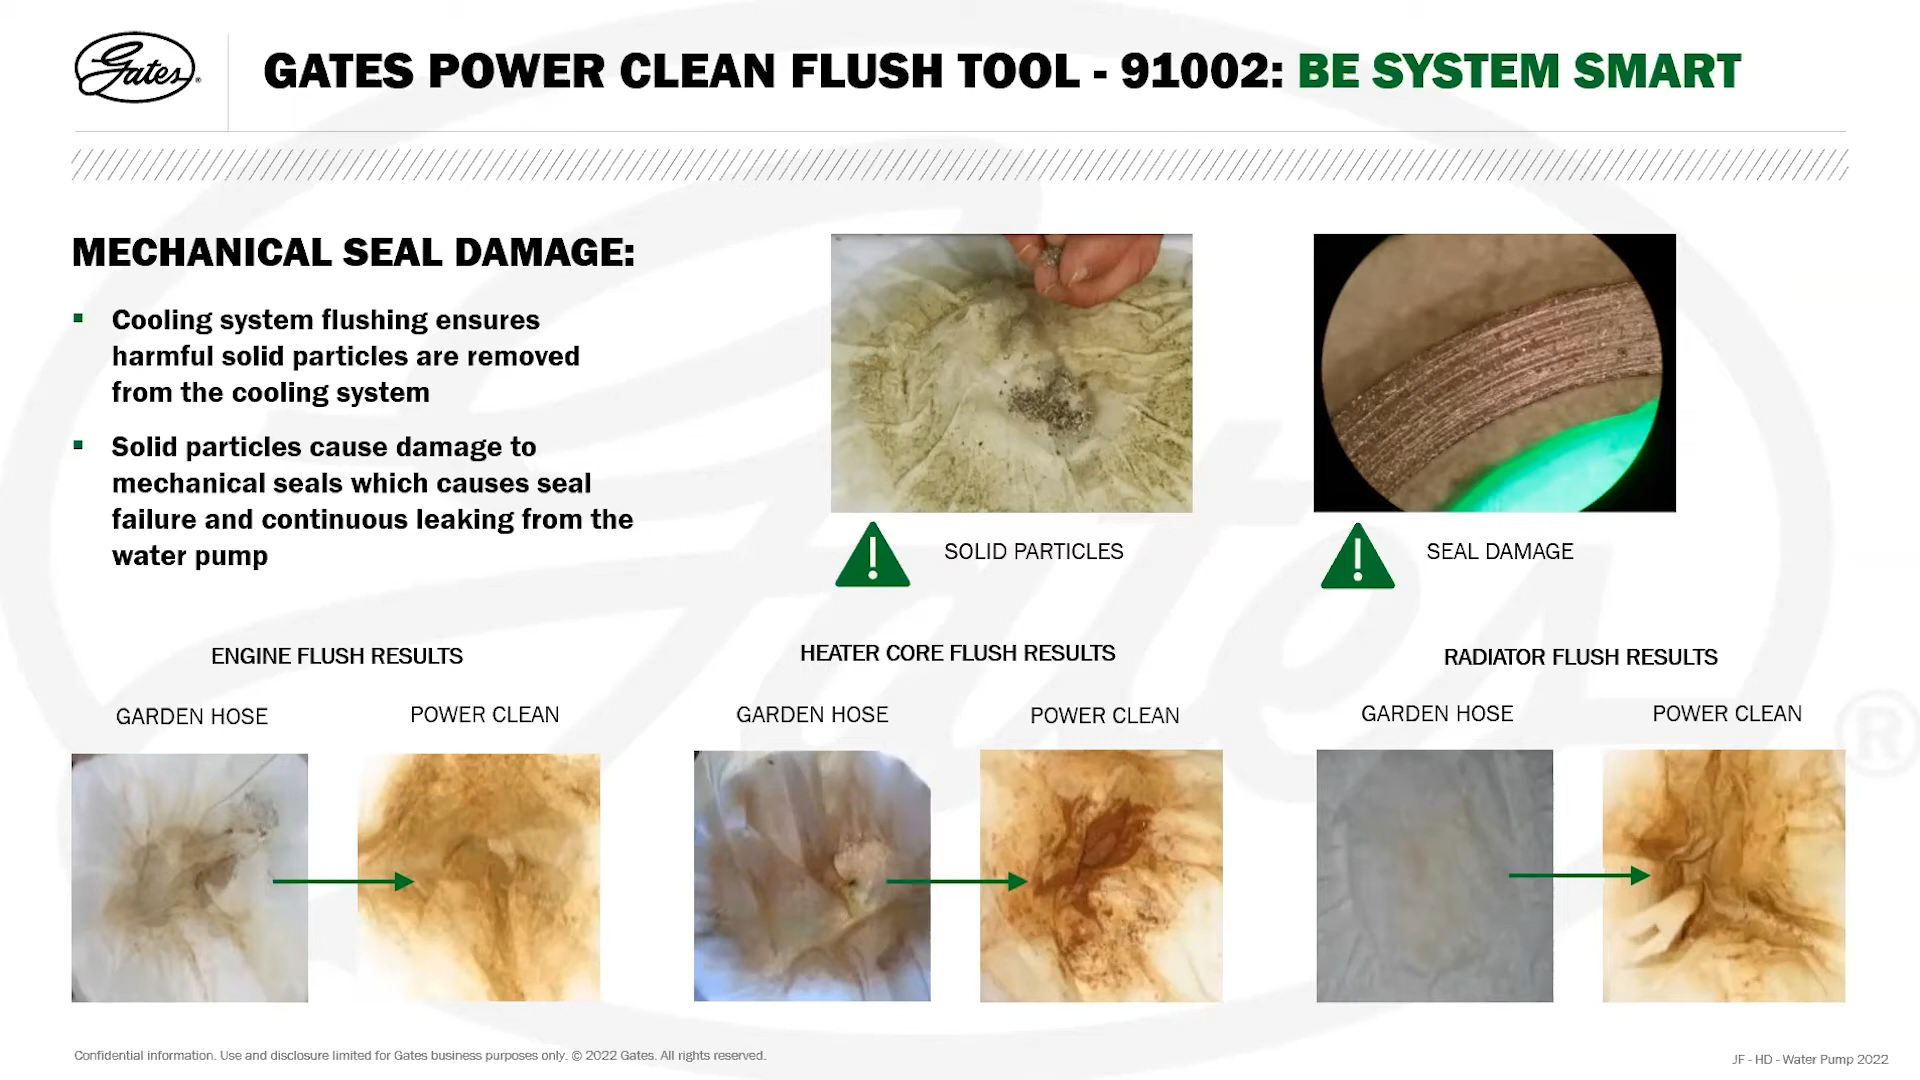 Gates®
GATES POWER CLEAN FLUSH TOOL - 91002: BE SYSTEM SMART
MECHANICAL SEAL DAMAGE:
Cooling system flushing ensures
harmful solid particles are removed
from the cooling system
Solid particles cause damage to
mechanical seals which causes seal
failure and continuous leaking from the
water pump
SOLID PARTICLES
SEAL DAMAGE
ENGINE FLUSH RESULTS
GARDEN HOSE
POWER CLEAN
HEATER CORE FLUSH RESULTS
GARDEN HOSE
POWER CLEAN
RADIATOR FLUSH RESULTS
GARDEN HOSE
POWER CLEAN
Gates®
Confidential information. Use and disclosure limited for Gates business purposes only. © 2022 Gates. All rights reserved.
JF - HD - Water Pump 2022